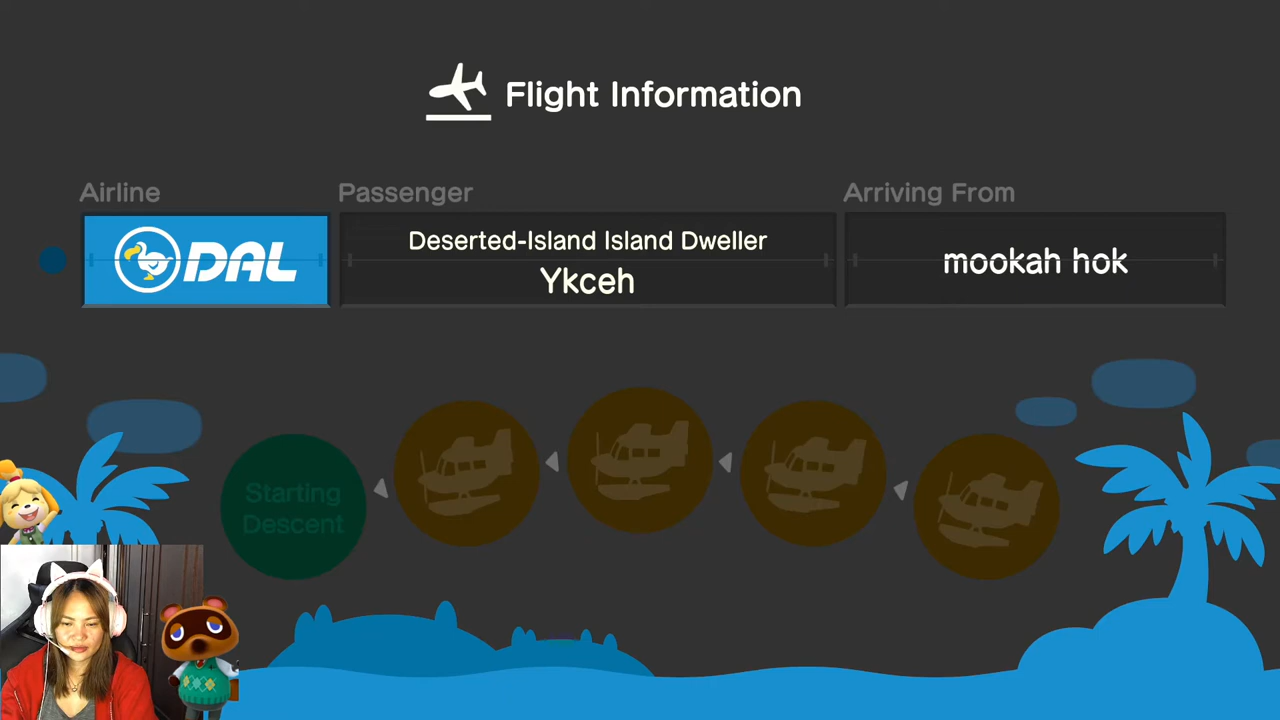 Flight Information
Airline
Passenger
Arriving From
DAL
Deserted-Island Island Dweller
Ykceh
mookah hok
Starting
Descent